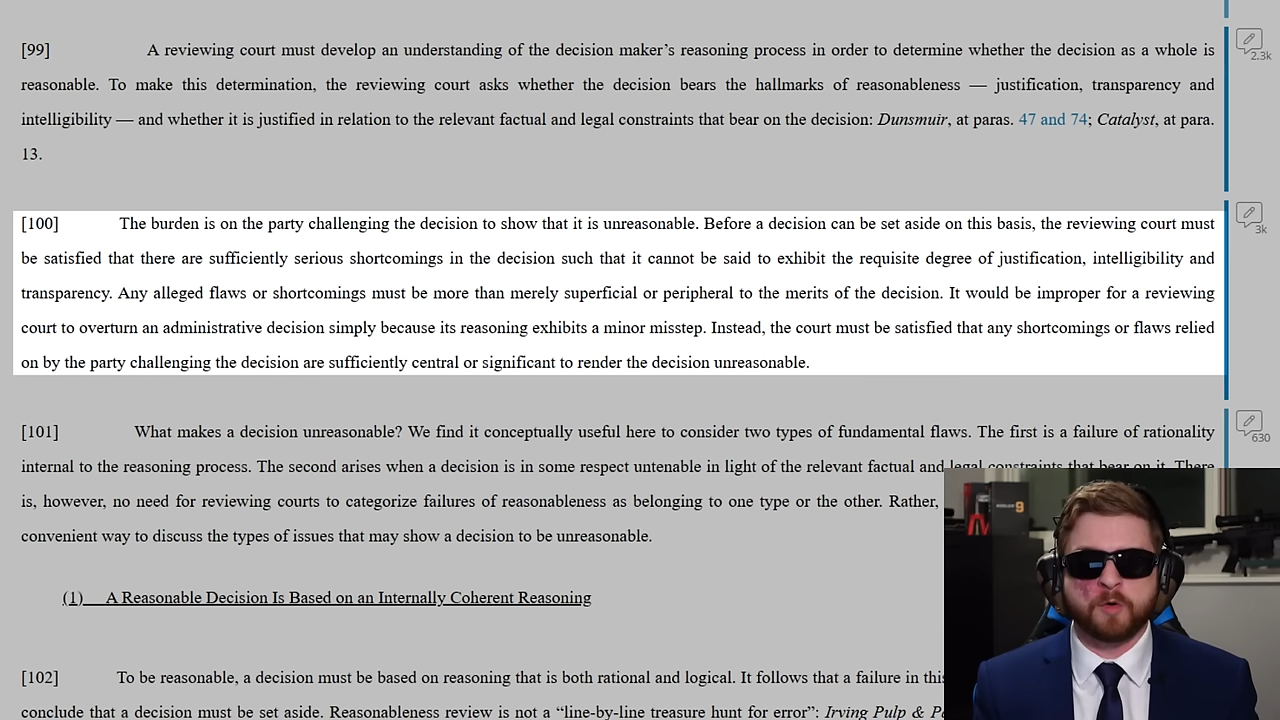 [99] A reviewing court must develop an understanding of the decision maker’s reasoning process in order to determine whether the decision as a whole is
reasonable. To make this determination, the reviewing court asks whether the decision bears the hallmarks of reasonableness — justification, transparency and
intelligibility — and whether it is justified in relation to the relevant factual and legal constraints that bear on the decision: Dunsmuir, at paras. 47 and 74; Catalyst, at para.
13.
2.3k
[100] The burden is on the party challenging the decision to show that it is unreasonable. Before a decision can be set aside on this basis, the reviewing court must
be satisfied that there are sufficiently serious shortcomings in the decision such that it cannot be said to exhibit the requisite degree of justification, intelligibility and
transparency. Any alleged flaws or shortcomings must be more than merely superficial or peripheral to the merits of the decision. It would be improper for a reviewing
court to overturn an administrative decision simply because its reasoning exhibits a minor misstep. Instead, the court must be satisfied that any shortcomings or flaws relied
on by the party challenging the decision are sufficiently central or significant to render the decision unreasonable.
3k
[101] What makes a decision unreasonable? We find it conceptually useful here to consider two types of fundamental flaws. The first is a failure of rationality
internal to the reasoning process. The second arises when a decision is in some respect untenable in light of the relevant factual and legal constraints that bear on it. There
is, however, no need for reviewing courts to categorize failures of reasonableness as belonging to one type or the other. Rather,
convenient way to discuss the types of issues that may show a decision to be unreasonable.
630
(1) A Reasonable Decision Is Based on an Internally Coherent Reasoning
[102] To be reasonable, a decision must be based on reasoning that is both rational and logical. It follows that a failure in this
conclude that a decision must be set aside. Reasonableness review is not a “line-by-line treasure hunt for error”: Irving Pulp &